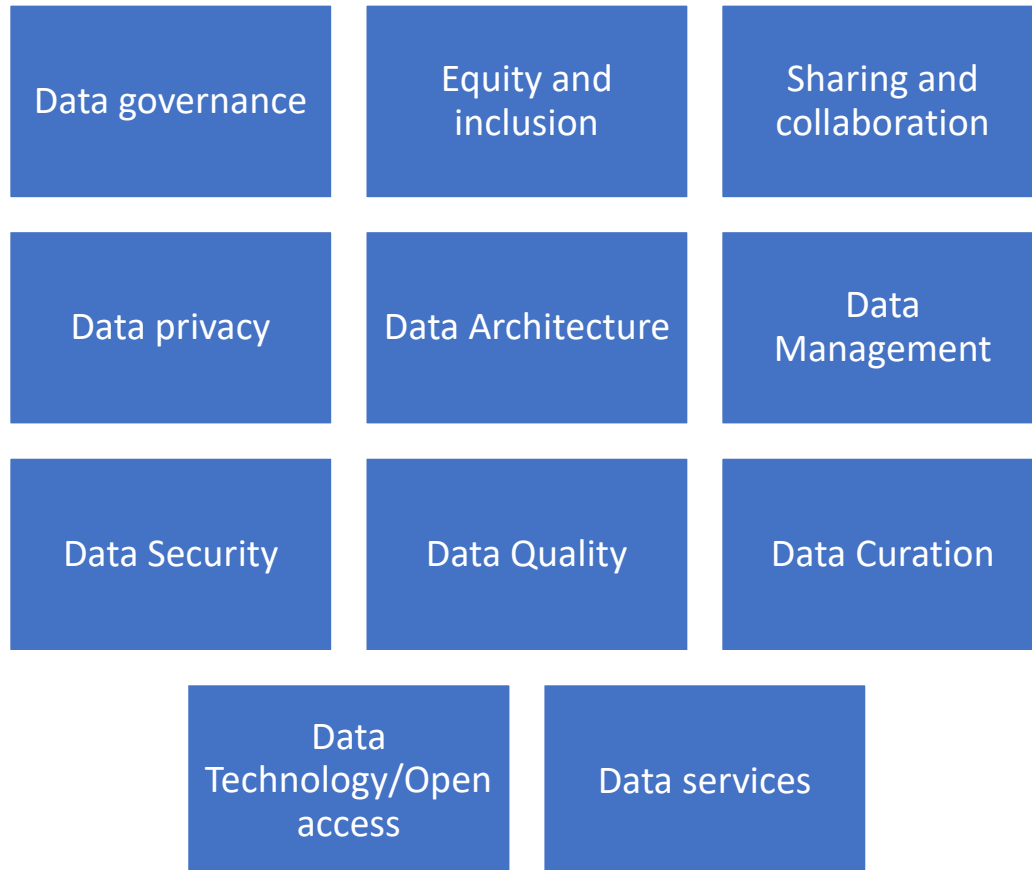 Data governance
Equity and
inclusion
Sharing and
collaboration
Data privacy
Data Architecture
Data
Management
Data Security
Data Quality
Data Curation
Data
Technology/Open
access
Data services